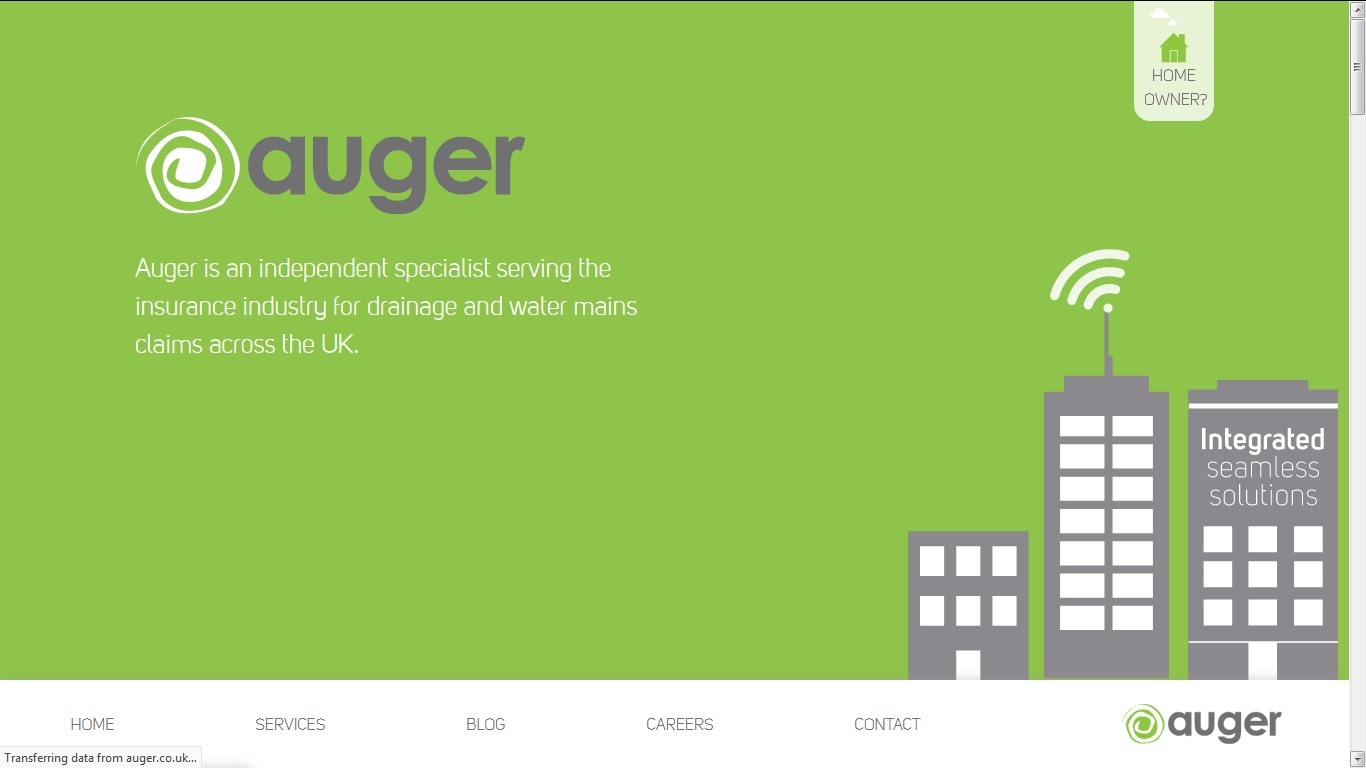 HOME
OWNER?
auger
Auger is an independent specialist serving the
insurance industry for drainage and water mains
claims across the UK.
Integrated
seamless
solutions
HOME
SERVICES
BLOG
CAREERS
CONTACT
auger
Transferring data from auger.co.uk...